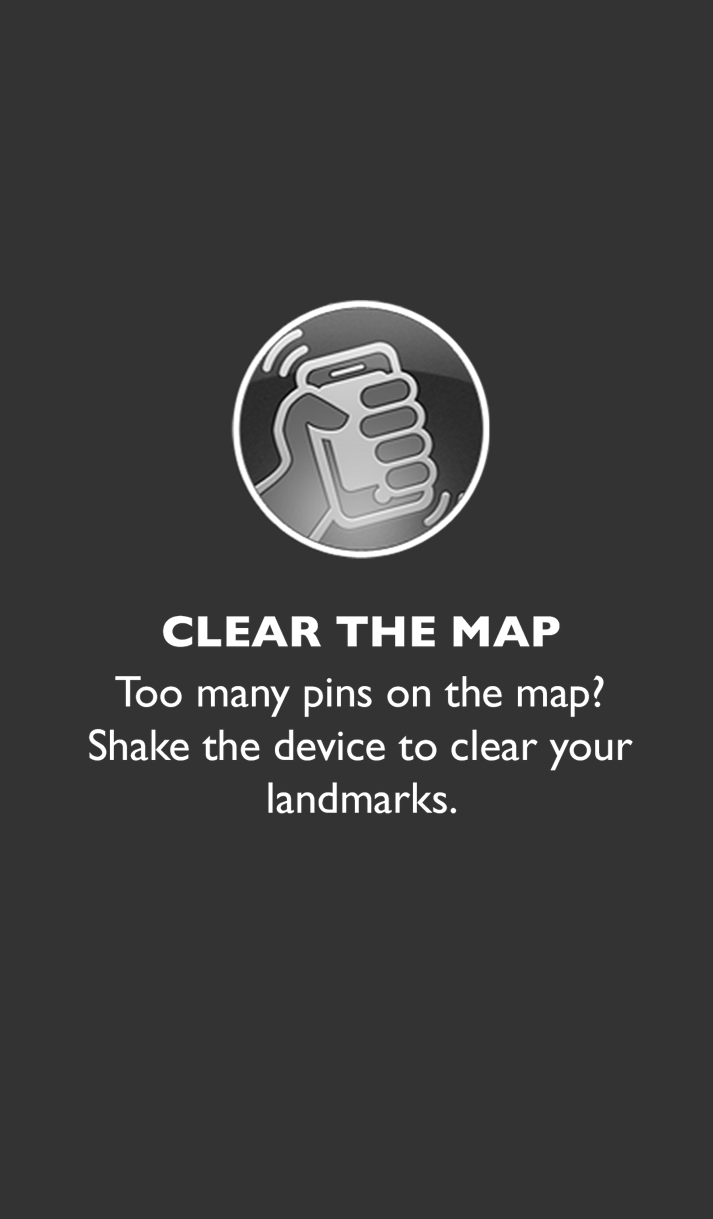 CLEAR THE MAP
Too many pins on the map?
Shake the device to clear your
landmarks.